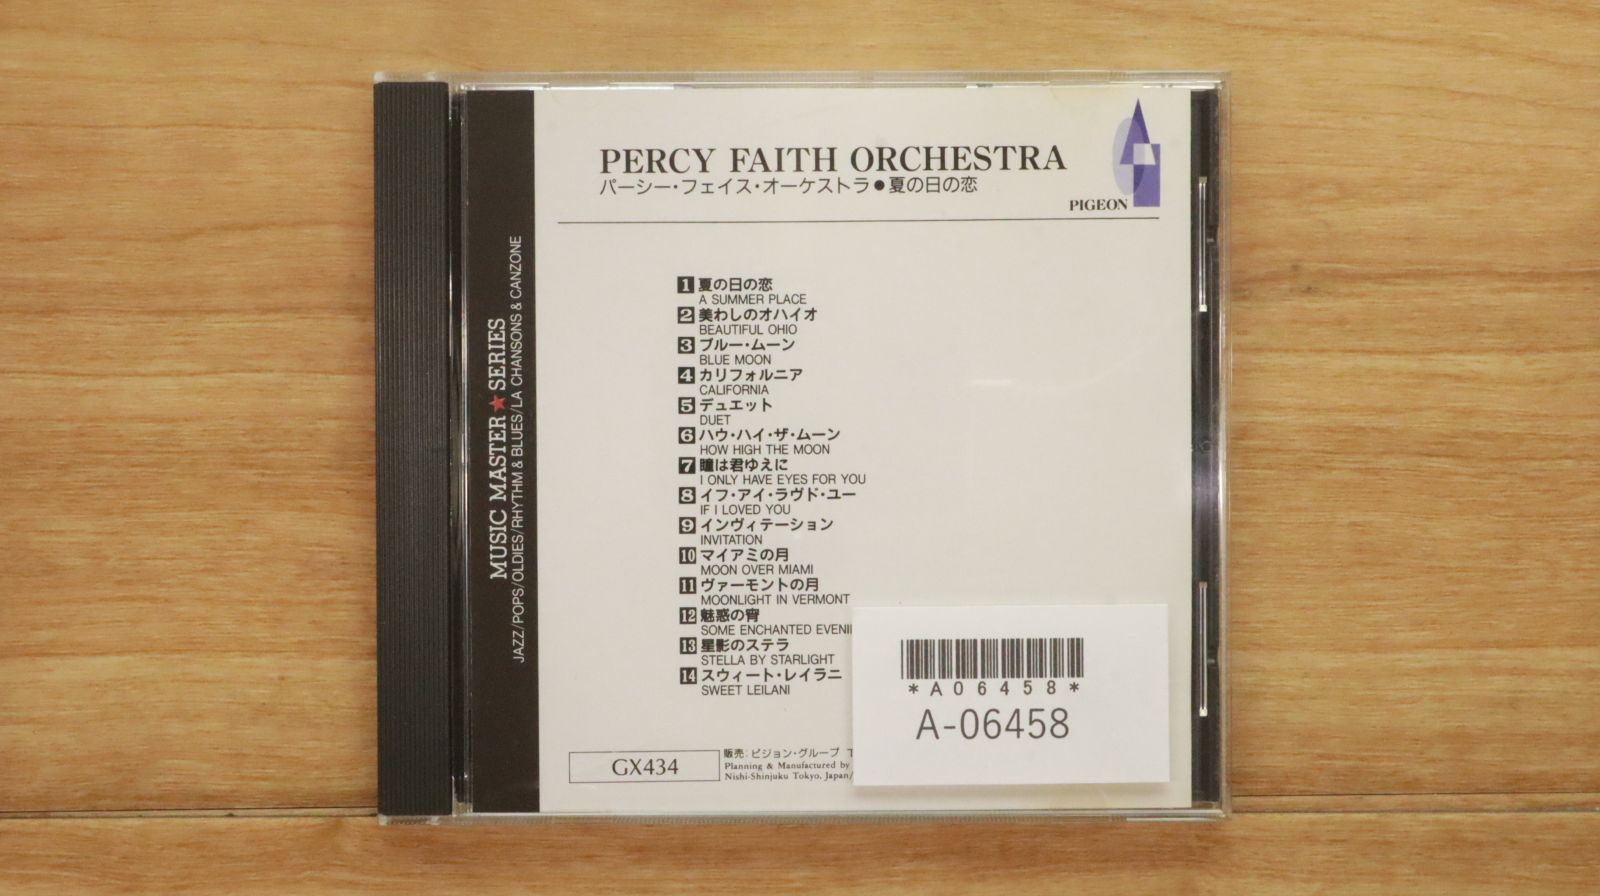 PERCY FAITH ORCHESTRA
パーシー・フェイス・オーケストラ●夏の日の恋
PIGEON
MUSIC MASTER★SERIES
JAZZ/POPS/OLDIES/RHYTHM & BLUES/LA CHANSONS & CANZONE
1 夏の日の恋
A SUMMER PLACE
2 美わしのオハイオ
BEAUTIFUL OHIO
3 ブルー・ムーン
BLUE MOON
4 カリフォルニア
CALIFORNIA
5 デュエット
DUET
6 ハウ・ハイ・ザ・ムーン
HOW HIGH THE MOON
7 瞳は君ゆえに
I ONLY HAVE EYES FOR YOU
8 イフ・アイ・ラヴド・ユー
IF I LOVED YOU
9 インヴィテーション
INVITATION
10 マイアミの月
MOON OVER MIAMI
11 ヴァーモントの月
MOONLIGHT IN VERMONT
12 魅惑の宵
SOME ENCHANTED
13 星影のステラ
STELLA BY STARLIGHT
14 スウィート・レイラニ
SWEET LEILANI
*A06458*
A-06458
GX434
販売:ピジョン・グループ
Planning & Manufactured by
Nishi-Shinjuku Tokyo, Japan/